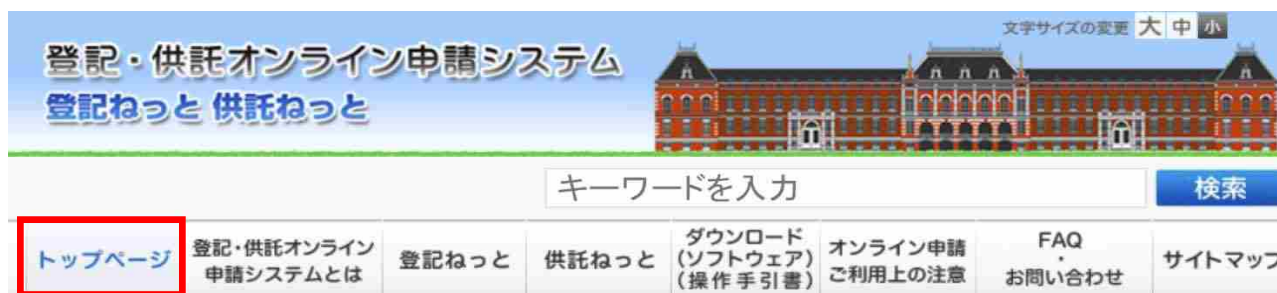 文字サイズの変更 大 中 小
登記・供託オンライン申請システム
登記ねっと 供託ねっと
キーワードを入力
検索
トップページ
登記・供託オンライン
申請システムとは
登記ねっと
供託ねっと
ダウンロード
(ソフトウェア)
(操作手引書)
オンライン申請
ご利用上の注意
FAQ
・
お問い合わせ
サイトマップ